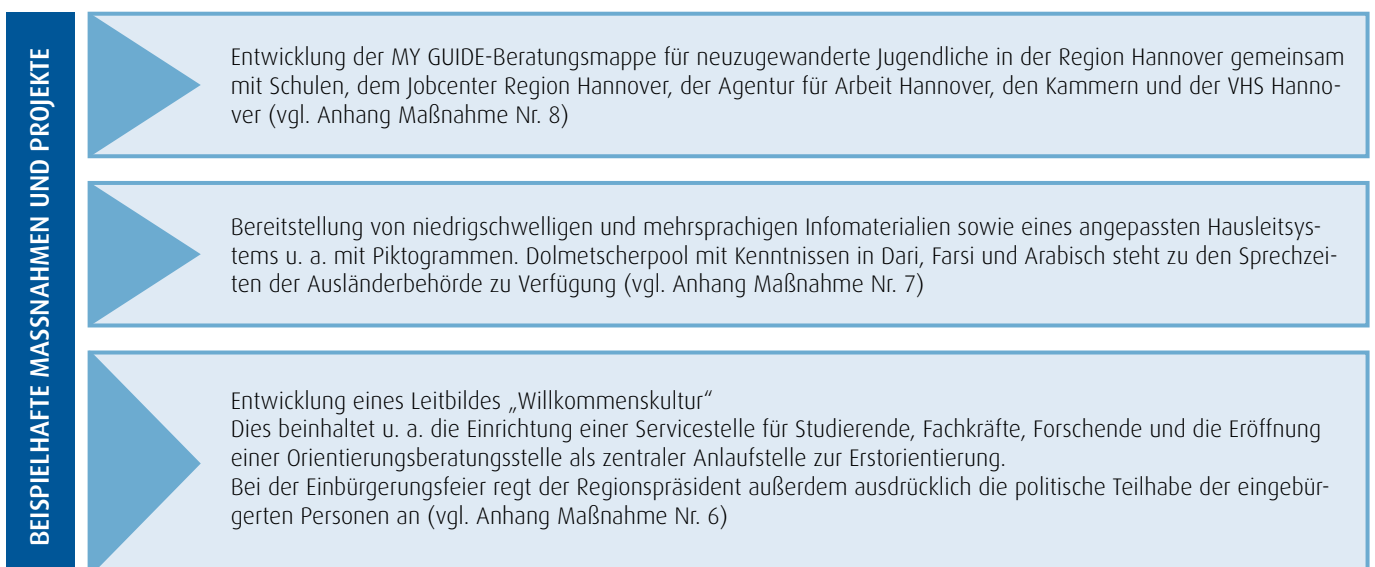 BEISPIELHAFTE MASSNAHMEN UND PROJEKTE
Entwicklung der MY GUIDE-Beratungsmappe für neuzugewanderte Jugendliche in der Region Hannover gemeinsam
mit Schulen, dem Jobcenter Region Hannover, der Agentur für Arbeit Hannover, den Kammern und der VHS Hanno-
ver (vgl. Anhang Maßnahme Nr. 8)
Bereitstellung von niedrigschwelligen und mehrsprachigen Infomaterialien sowie eines angepassten Hausleitsys-
tems u. a. mit Piktogrammen. Dolmetscherpool mit Kenntnissen in Dari, Farsi und Arabisch steht zu den Sprechzei-
ten der Ausländerbehörde zu Verfügung (vgl. Anhang Maßnahme Nr. 7)
Entwicklung eines Leitbildes „Willkommenskultur“
Dies beinhaltet u. a. die Einrichtung einer Servicestelle für Studierende, Fachkräfte, Forschende und die Eröffnung
einer Orientierungsberatungsstelle als zentraler Anlaufstelle zur Erstorientierung.
Bei der Einbürgerungsfeier regt der Regionspräsident außerdem ausdrücklich die politische Teilhabe der eingebür-
gerten Personen an (vgl. Anhang Maßnahme Nr. 6)